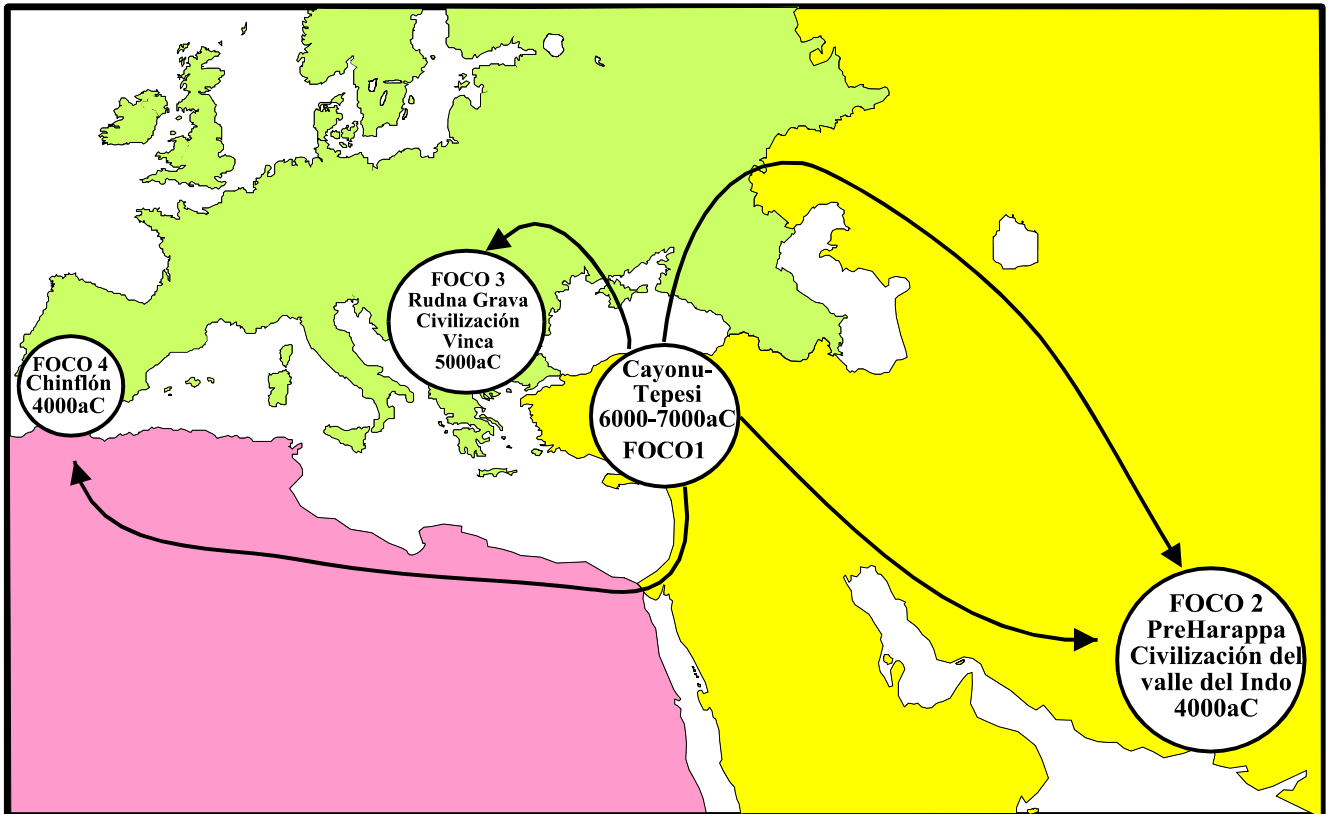 FOCO 3
Rudna Grava
Civilización
Vinca
5000aC
FOCO 4
Chinflón
4000aC
Cayonu-
Tepesi
6000-7000aC
FOCO1
FOCO 2
PreHarappa
Civilización del
valle del Indo
4000aC